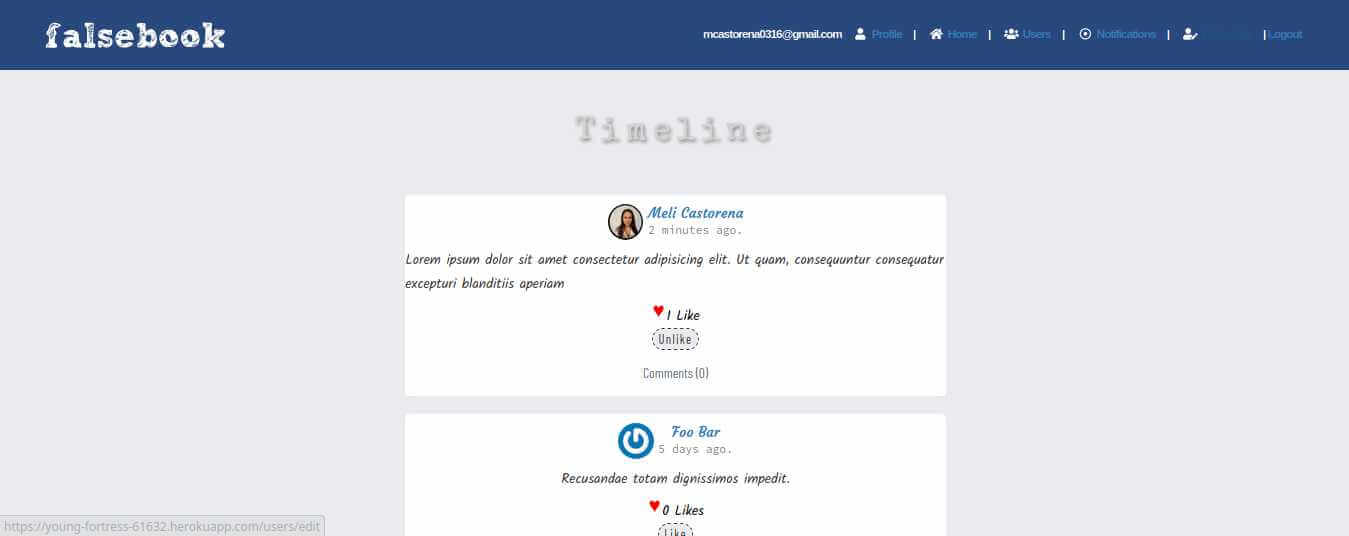 falsebook
mcastorena0316@gmail.com Profile | Home | Users | Notifications | | Logout
Timeline
Meli Castorena
2 minutes ago.
Lorem ipsum dolor sit amet consectetur adipisicing elit. Ut quam, consequuntur consequatur
excepturi blanditiis aperiam
♥1 Like
Unlike
Comments (0)
Foo Bar
5 days ago.
Recusandae totam dignissimos impedit.
♥0 Likes
Like
https://young-fortress-61632.herokuapp.com/users/edit